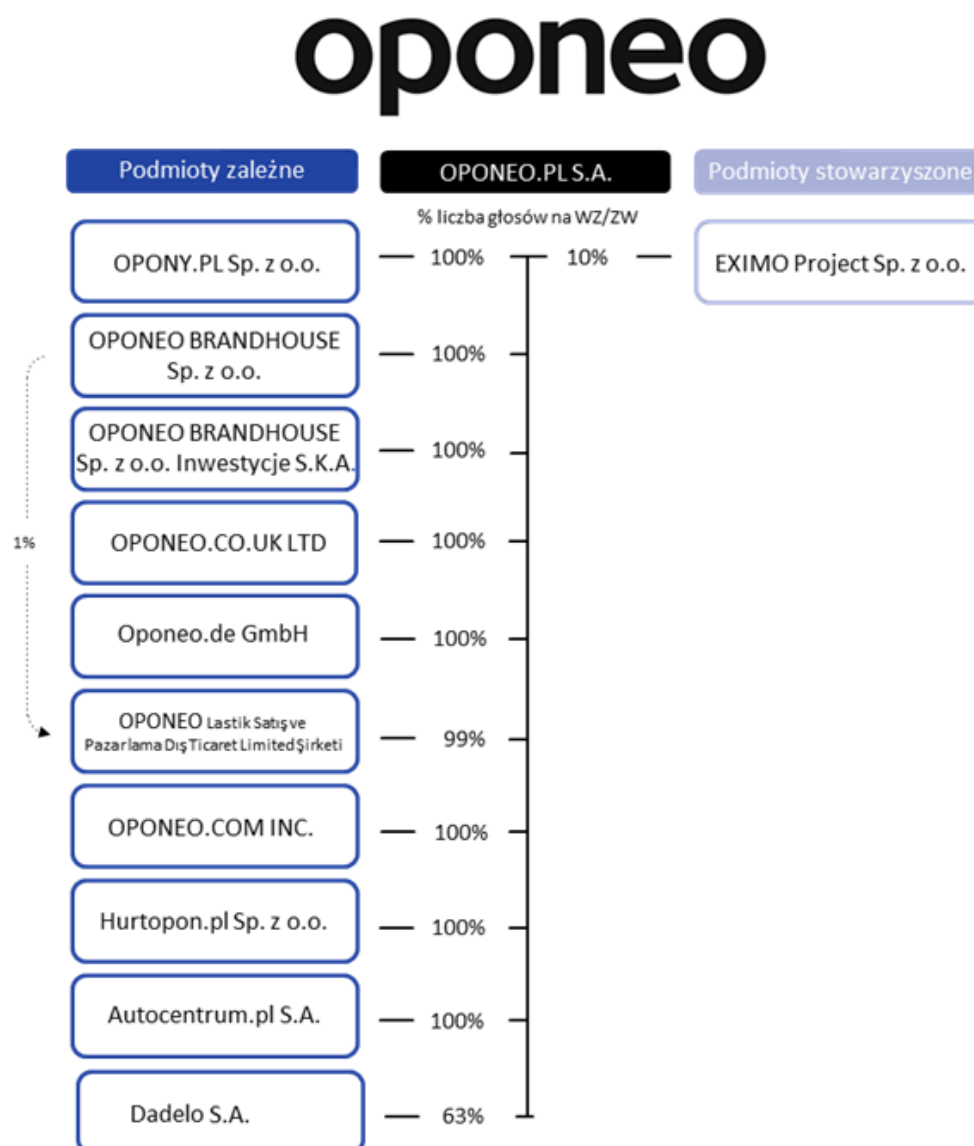 oponeo
Podmioty zależne
OPONEO.PL S.A.
Podmioty stowarzyszone
% liczba głosów na WZ/ZW
OPONY.PL Sp. z o.o.
100%
10%
EXIMO Project Sp. z o.o.
OPONEO BRANDHOUSE
Sp. z o.o.
100%
OPONEO BRANDHOUSE
Sp. z o.o. Inwestycje S.K.A.
100%
1%
OPONEO.CO.UK LTD
100%
Oponeo.de GmbH
100%
OPONEO Lastik Satış ve
Pazarlama Dış Ticaret Limited Şirketi
99%
OPONEO.COM INC.
100%
Hurtopon.pl Sp. z o.o.
100%
Autocentrum.pl S.A.
100%
Dadelo S.A.
63%